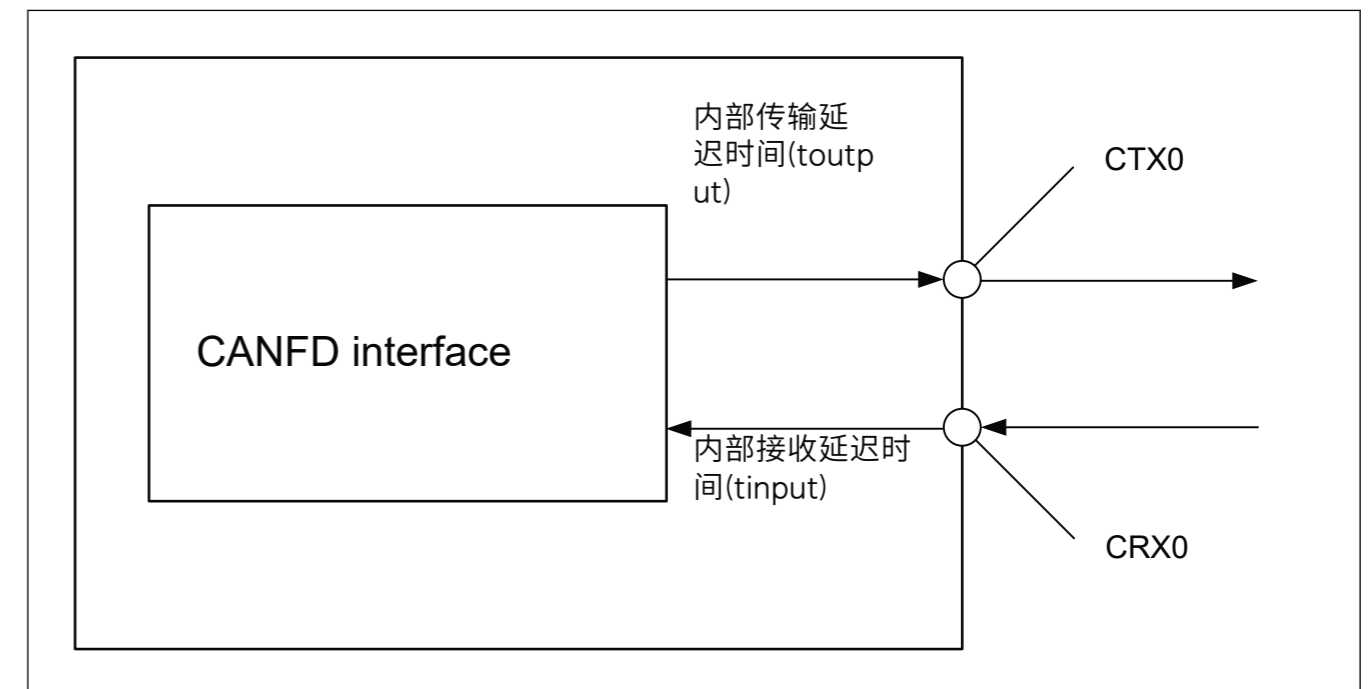 内部传输延
迟时间(toutp
ut)
CTX0
CANFD interface
内部接收延迟时
间(tinput)
CRX0